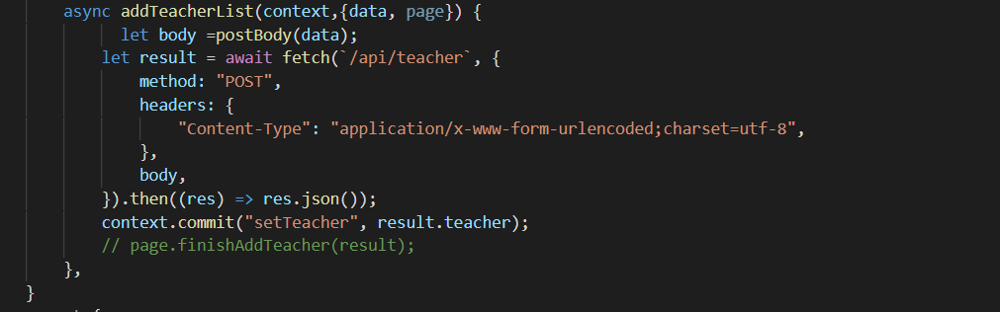 async addTeacherList(context,{data, page}) {
let body =postBody(data);
let result = await fetch(`/api/teacher`, {
method: "POST",
headers: {
"Content-Type": "application/x-www-form-urlencoded;charset=utf-8",
},
body,
}).then((res) => res.json());
context.commit("setTeacher", result.teacher);
// page.finishAddTeacher(result);
},
}